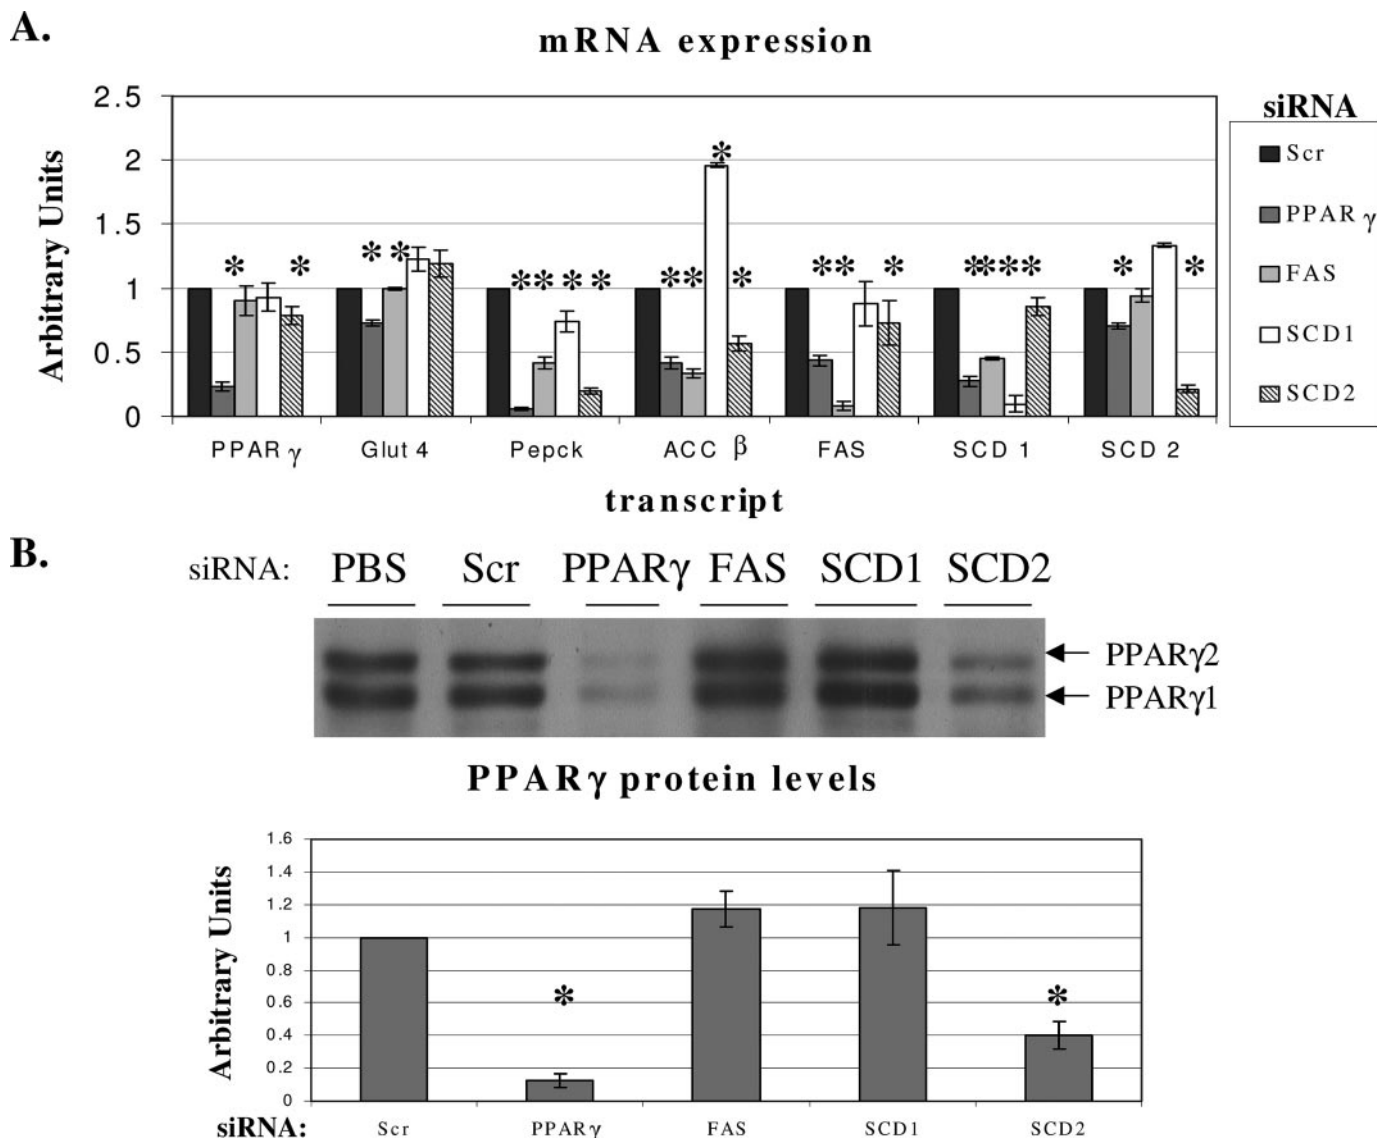 A.
mRNA expression
2.5
2
1.5
1
0.5
0
Arbitrary Units
* * * * * * * * * * * * * * * * * * * * * *
PPAR γ Glut 4 Pepck ACC β FAS SCD 1 SCD 2
transcript
siRNA
Scr
PPAR γ
FAS
SCD1
SCD2
B.
siRNA: PBS Scr PPARγ FAS SCD1 SCD2
PPARγ2
PPARγ1
PPARγ protein levels
1.6
1.4
1.2
1
0.8
0.6
0.4
0.2
0
Arbitrary Units
* *
siRNA: Scr PPARγ FAS SCD1 SCD2